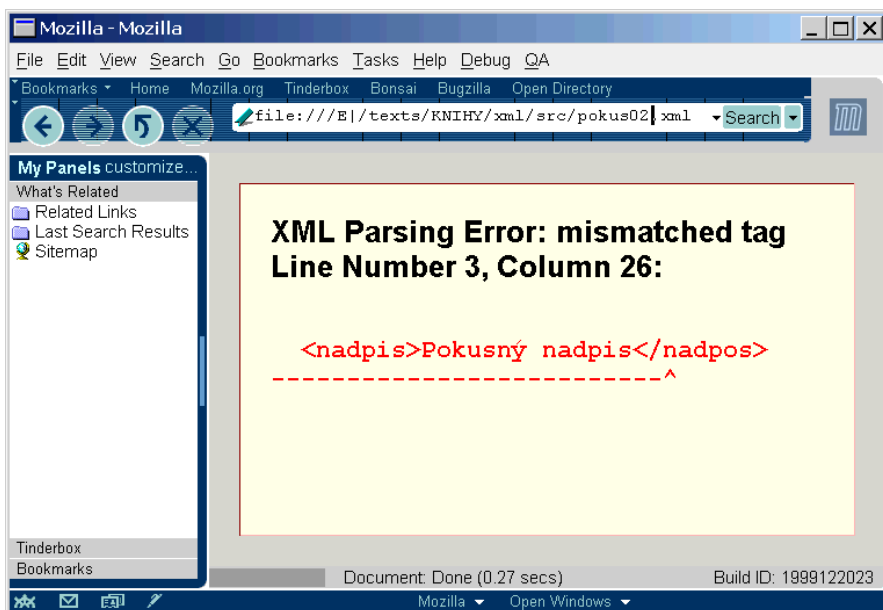 Mozilla - Mozilla
File Edit View Search Go Bookmarks Tasks Help Debug QA
Bookmarks Home Mozilla.org Tinderbox Bonsai Bugzilla Open Directory
file:///E|/texts/KNIHY/xml/src/pokus02.xml Search
My Panels customize...
What's Related
Related Links
Last Search Results
Sitemap
XML Parsing Error: mismatched tag
Line Number 3, Column 26:
<nadpis>Pokusný nadpis</nadpos>
--------------------------^
Tinderbox
Bookmarks
Document: Done (0.27 secs) Build ID: 1999122023
Mozilla Open Windows